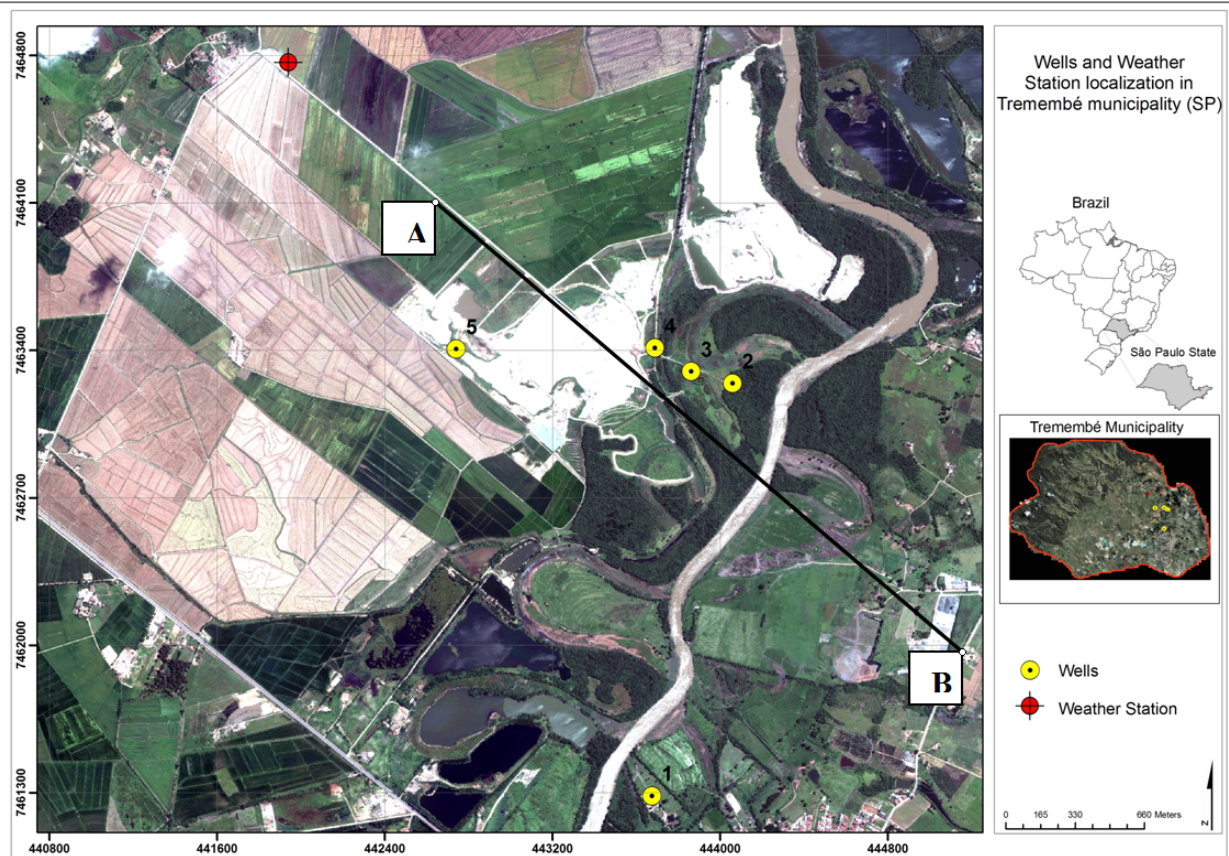 Wells and Weather
Station localization in
Tremembé municipality (SP)
Brazil
São Paulo State
Tremembé Municipality
Wells
Weather Station
0 165 330 660 Meters
N
7464800
7464100
7463400
7462700
7462000
7461300
440800 441600 442400 443200 444000 444800
A
5
4
3
2
B
1